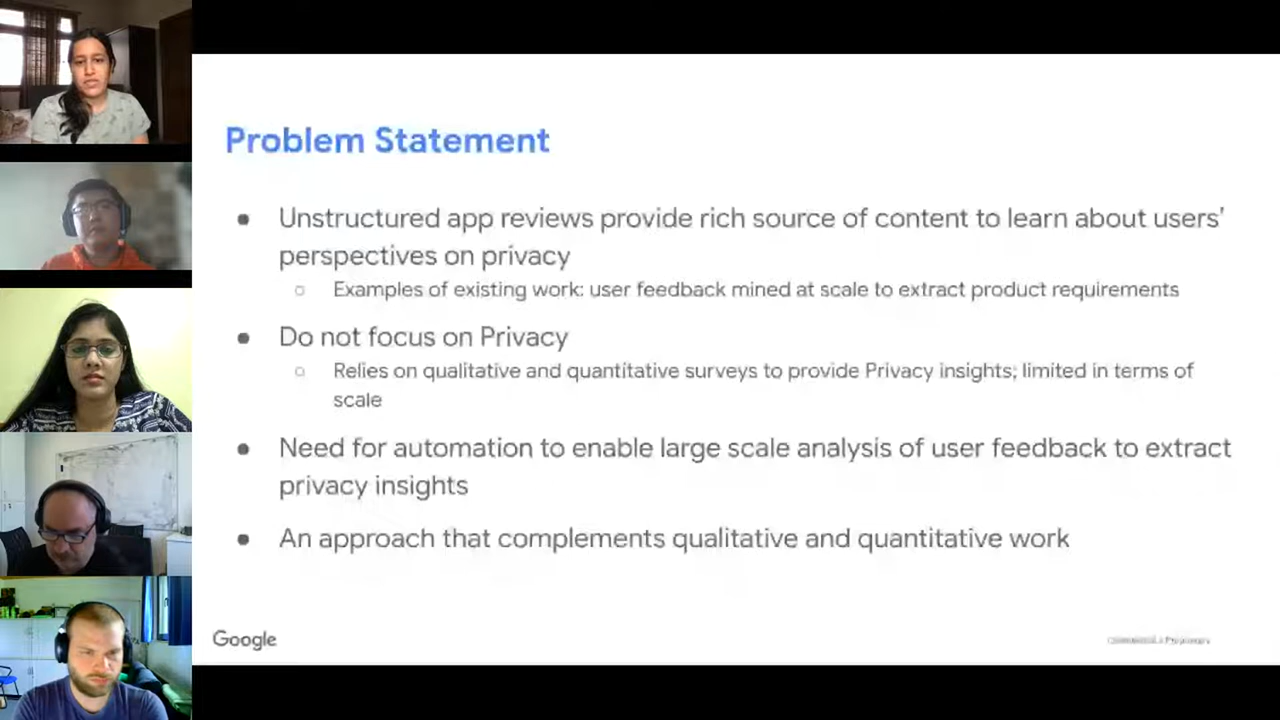 Problem Statement
● Unstructured app reviews provide rich source of content to learn about users'
perspectives on privacy
○ Examples of existing work: user feedback mined at scale to extract product requirements
● Do not focus on Privacy
○ Relies on qualitative and quantitative surveys to provide Privacy insights; limited in terms of
scale
● Need for automation to enable large scale analysis of user feedback to extract
privacy insights
● An approach that complements qualitative and quantitative work
Google